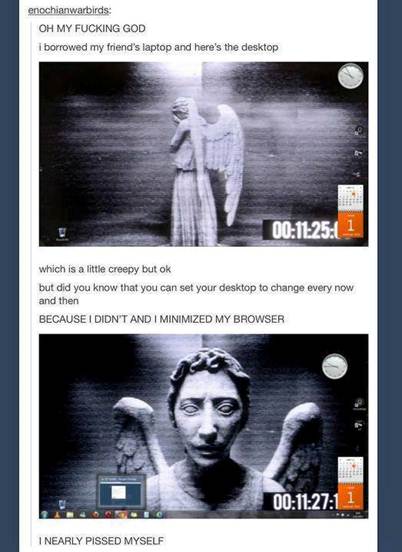 enochianwarbirds:
OH MY FUCKING GOD
i borrowed my friend's laptop and here's the desktop
00:11:25:
1
which is a little creepy but ok
but did you know that you can set your desktop to change every now
and then
BECAUSE I DIDN'T AND I MINIMIZED MY BROWSER
00:11:27:1
1
I NEARLY PISSED MYSELF